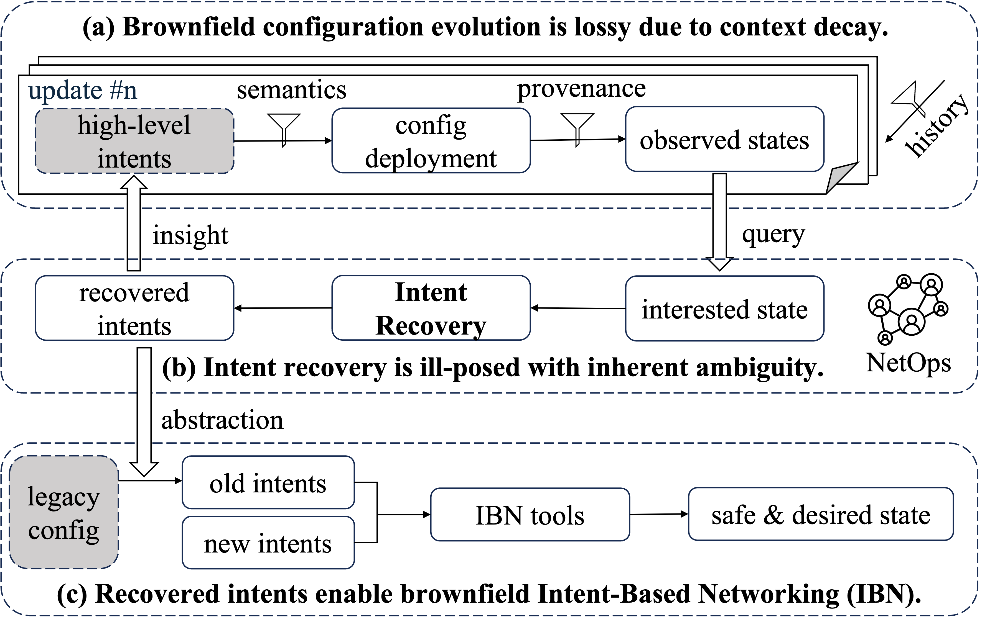 (a) Brownfield configuration evolution is lossy due to context decay.
update #n
semantics
provenance
history
high-level
intents
config
deployment
observed states
insight
query
recovered
intents
Intent
Recovery
interested state
NetOps
(b) Intent recovery is ill-posed with inherent ambiguity.
abstraction
legacy
config
old intents
new intents
IBN tools
safe & desired state
(c) Recovered intents enable brownfield Intent-Based Networking (IBN).